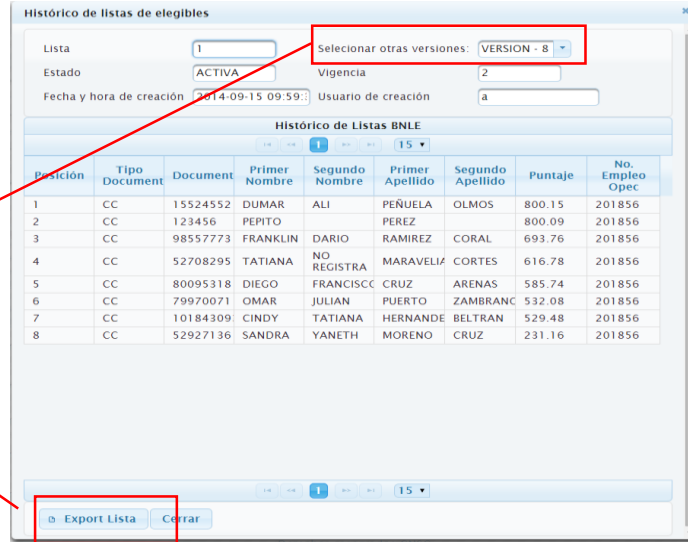 Histórico de listas de elegibles
Lista 1 Selecionar otras versiones: VERSION - 8
Estado ACTIVA Vigencia 2
Fecha y hora de creación 2014-09-15 09:59: Usuario de creación a
Histórico de Listas BNLE
1 15
Posición Tipo Document Document Primer Nombre Segundo Nombre Primer Apellido Segundo Apellido Puntaje No. Empleo Opec
1 CC 15524552 DUMAR ALI PEÑUELA OLMOS 800.15 201856
2 CC 123456 PEPITO PEREZ 800.09 201856
3 CC 98557773 FRANKLIN DARIO RAMIREZ CORAL 693.76 201856
4 CC 52708295 TATIANA NO REGISTRA MARAVELIA CORTES 616.78 201856
5 CC 80095318 DIEGO FRANCISCO CRUZ ARENAS 585.74 201856
6 CC 79970071 OMAR JULIAN PUERTO ZAMBRANO 532.08 201856
7 CC 10184309 CINDY TATIANA HERNANDE BELTRAN 529.48 201856
8 CC 52927136 SANDRA YANETH MORENO CRUZ 231.16 201856
1 15
Export Lista Cerrar